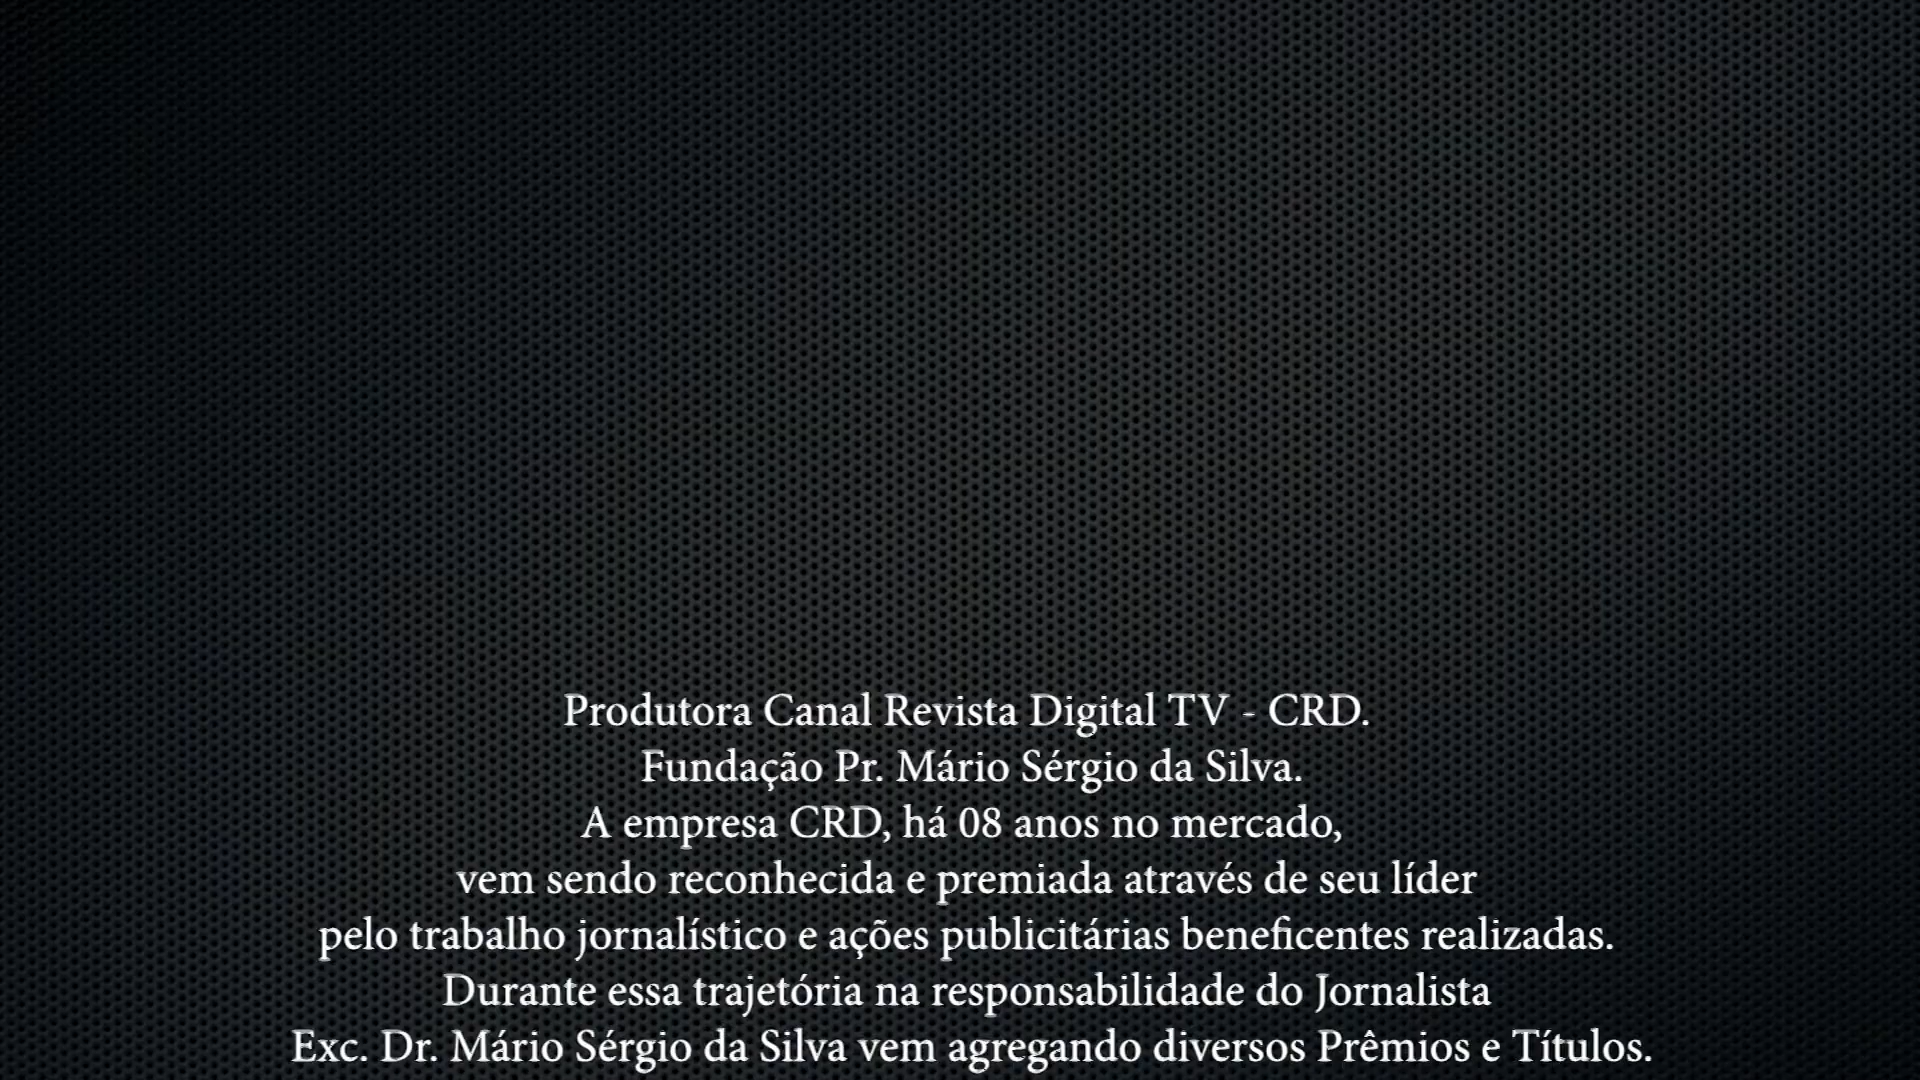 Produtora Canal Revista Digital TV - CRD.
Fundação Pr. Mário Sérgio da Silva.
A empresa CRD, há 08 anos no mercado,
vem sendo reconhecida e premiada através de seu líder
pelo trabalho jornalístico e ações publicitárias beneficentes realizadas.
Durante essa trajetória na responsabilidade do Jornalista
Exc. Dr. Mário Sérgio da Silva vem agregando diversos Prêmios e Títulos.